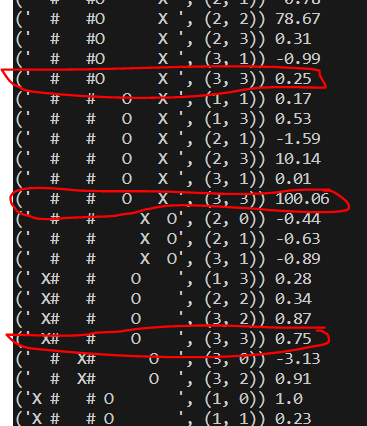 (' #   #O     X ', (2, 2)) 78.67
(' #   #O     X ', (2, 3)) 0.31
(' #   #O     X ', (3, 1)) -0.99
(' #   #O     X ', (3, 3)) 0.25
(' #   #   O   X ', (1, 1)) 0.17
(' #   #   O   X ', (1, 3)) 0.53
(' #   #   O   X ', (2, 1)) -1.59
(' #   #   O   X ', (2, 3)) 10.14
(' #   #   O   X ', (3, 1)) 0.01
(' #   #   O   X ', (3, 3)) 100.06
(' #   #     X  O', (2, 0)) -0.44
(' #   #     X  O', (2, 1)) -0.63
(' #   #     X  O', (3, 1)) -0.89
(' X#   #    O    ', (1, 3)) 0.28
(' X#   #    O    ', (2, 2)) 0.34
(' X#   #    O    ', (3, 2)) 0.87
(' X#   #    O    ', (3, 3)) 0.75
(' #  X#      O  ', (3, 0)) -3.13
(' #  X#      O  ', (3, 2)) 0.91
('X #   # O      ', (1, 0)) 1.0
('X #   # O      ', (1, 1)) 0.23